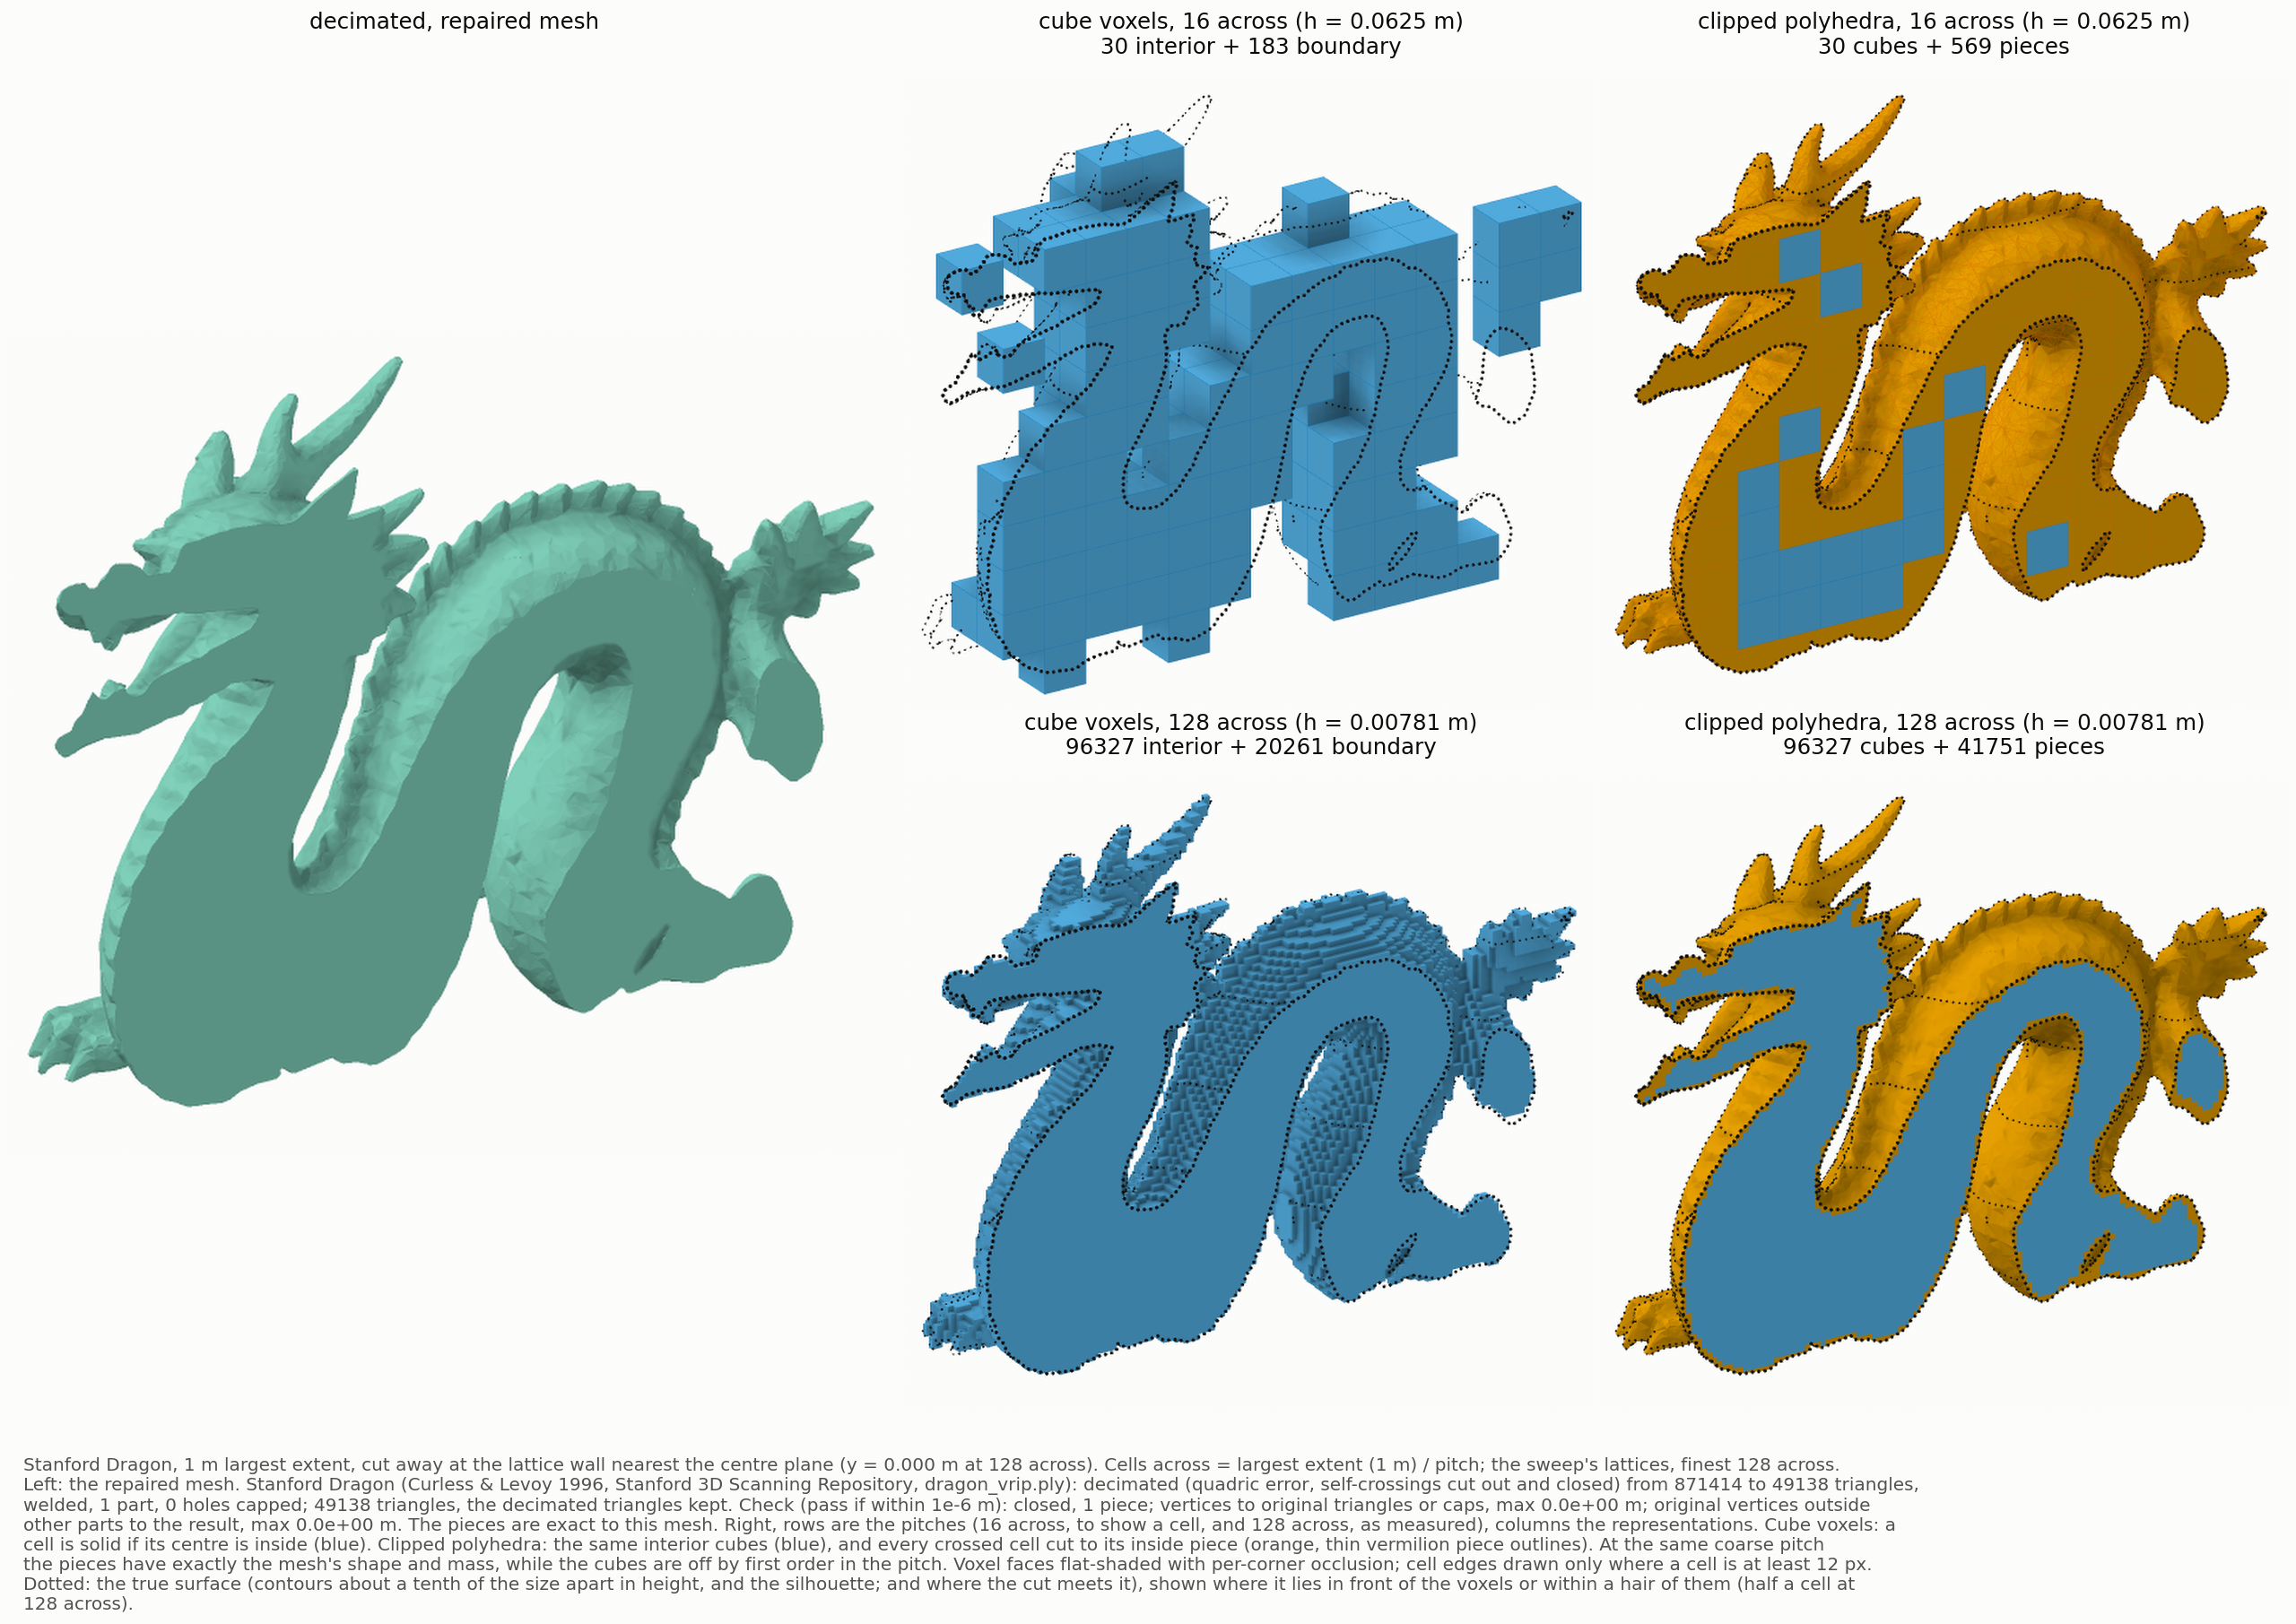 decimated, repaired mesh
cube voxels, 16 across (h = 0.0625 m)
30 interior + 183 boundary
clipped polyhedra, 16 across (h = 0.0625 m)
30 cubes + 569 pieces
cube voxels, 128 across (h = 0.00781 m)
96327 interior + 20261 boundary
clipped polyhedra, 128 across (h = 0.00781 m)
96327 cubes + 41751 pieces
Stanford Dragon, 1 m largest extent, cut away at the lattice wall nearest the centre plane (y = 0.000 m at 128 across). Cells across = largest extent (1 m) / pitch; the sweep's lattices, finest 128 across.
Left: the repaired mesh. Stanford Dragon (Curless & Levoy 1996, Stanford 3D Scanning Repository, dragon_vrip.ply): decimated (quadric error, self-crossings cut out and closed) from 871414 to 49138 triangles,
welded, 1 part, 0 holes capped; 49138 triangles, the decimated triangles kept. Check (pass if within 1e-6 m): closed, 1 piece; vertices to original triangles or caps, max 0.0e+00 m; original vertices outside
other parts to the result, max 0.0e+00 m. The pieces are exact to this mesh. Right, rows are the pitches (16 across, to show a cell, and 128 across, as measured), columns the representations. Cube voxels: a
cell is solid if its centre is inside (blue). Clipped polyhedra: the same interior cubes (blue), and every crossed cell cut to its inside piece (orange, thin vermilion piece outlines). At the same coarse pitch
the pieces have exactly the mesh's shape and mass, while the cubes are off by first order in the pitch. Voxel faces flat-shaded with per-corner occlusion; cell edges drawn only where a cell is at least 12 px.
Dotted: the true surface (contours about a tenth of the size apart in height, and the silhouette; and where the cut meets it), shown where it lies in front of the voxels or within a hair of them (half a cell at
128 across).